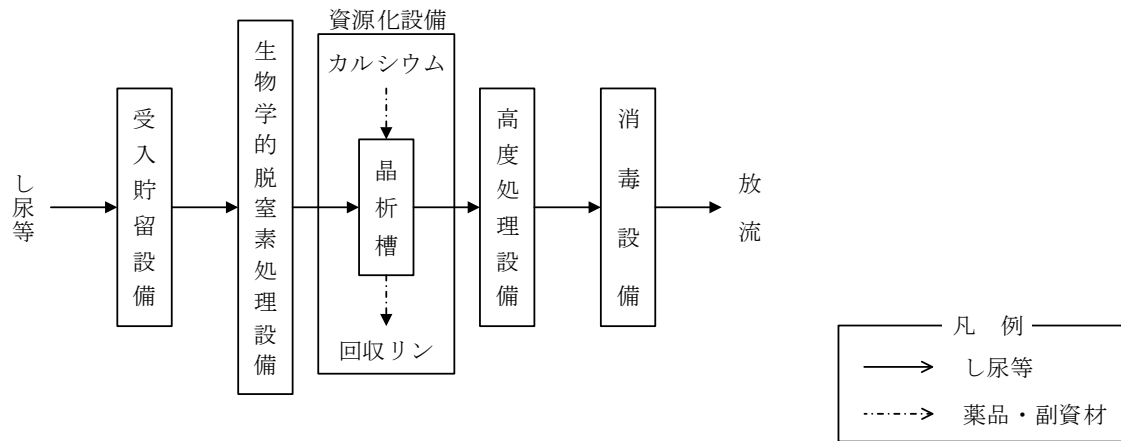 資源化設備
し尿等
受入貯留設備
生物学的脱窒素処理設備
カルシウム
晶析槽
回収リン
高度処理設備
消毒設備
放流
凡 例
し尿等
薬品・副資材